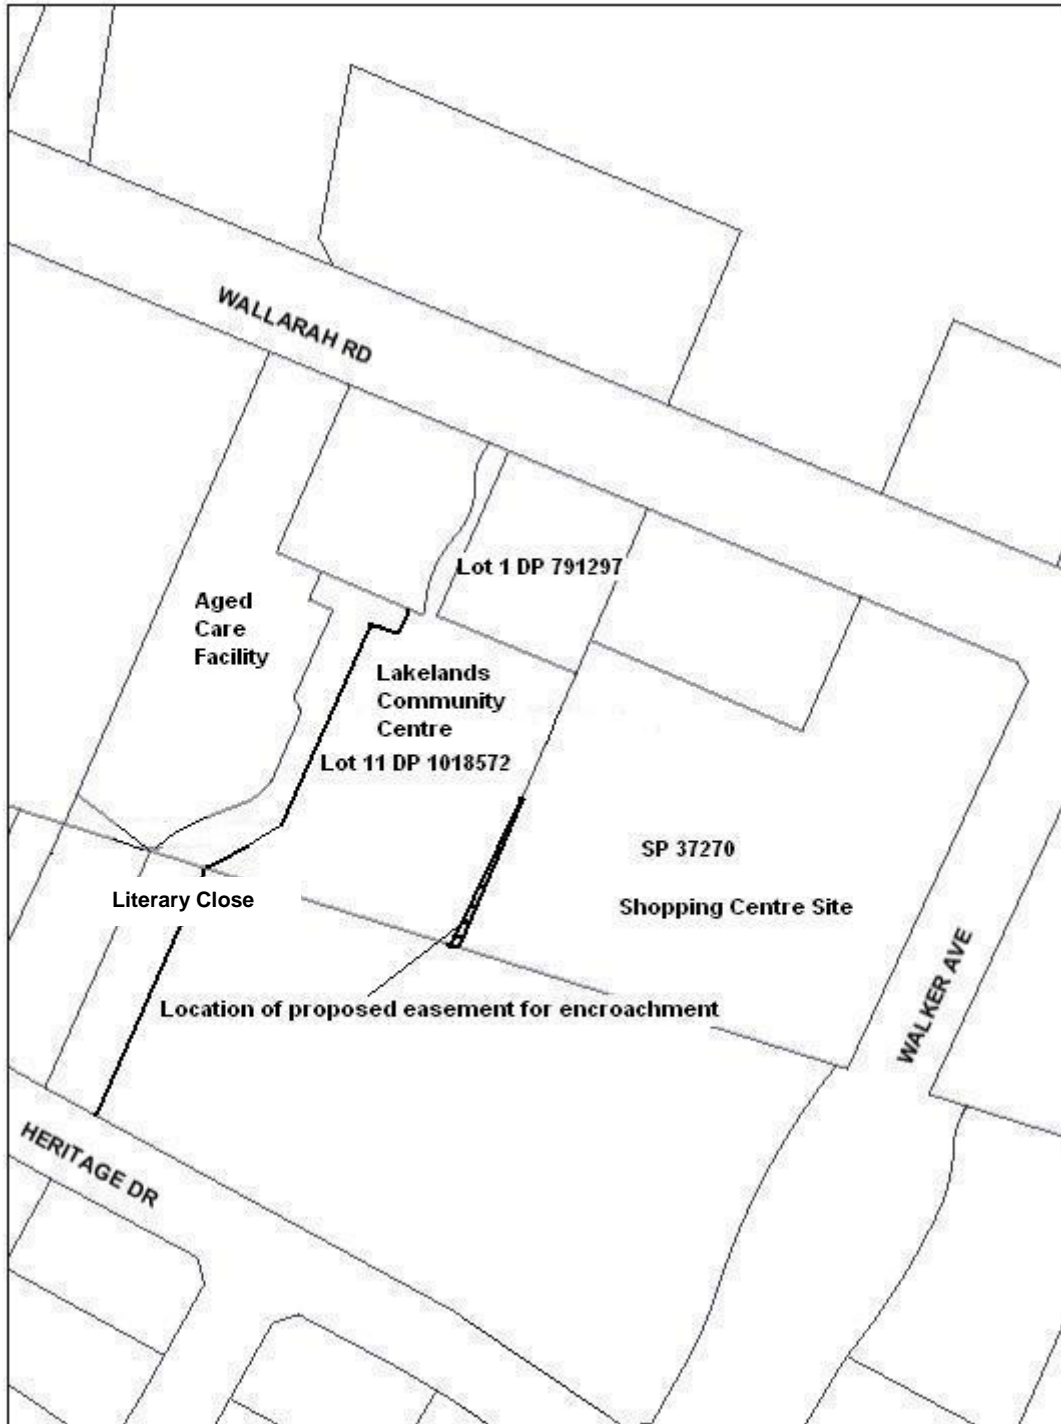 WALLARAH RD
Lot 1 DP 791297
Aged
Care
Facility
Lakelands
Community
Centre
Lot 11 DP 1018572
SP 37270
Shopping Centre Site
Literary Close
WALKER AVE
Location of proposed easement for encroachment
HERITAGE DR